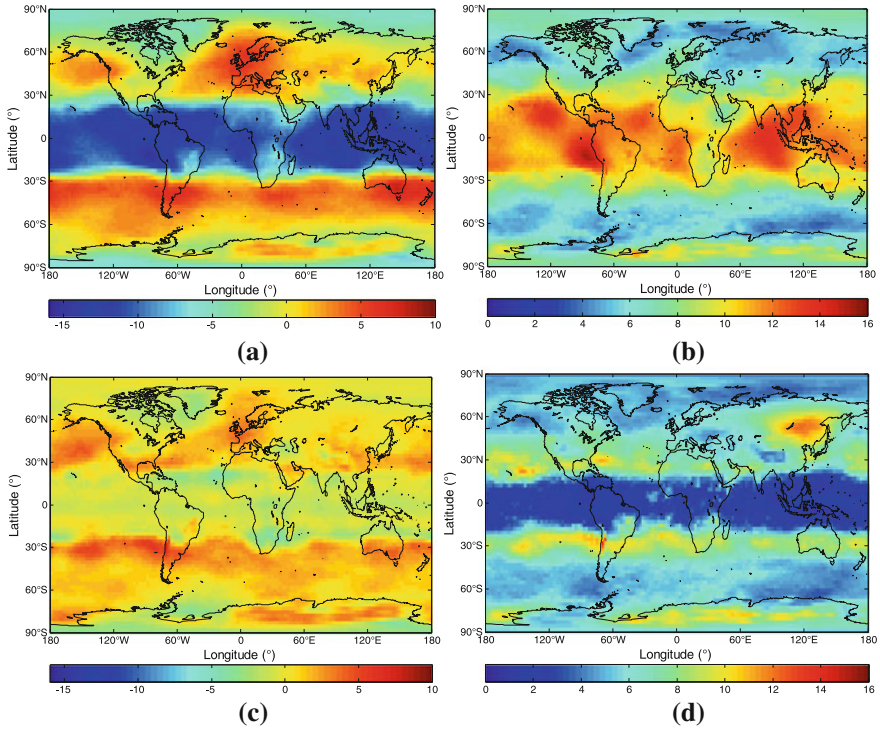 90°N
60°N
30°N
0
30°S
60°S
90°S
Latitude (°)
180 120°W 60°W 0 60°E 120°E 180
Longitude (°)
-15 -10 -5 0 5 10
(a)
90°N
60°N
30°N
0
30°S
60°S
90°S
Latitude (°)
180 120°W 60°W 0 60°E 120°E 180
Longitude (°)
0 2 4 6 8 10 12 14 16
(b)
90°N
60°N
30°N
0
30°S
60°S
90°S
Latitude (°)
180 120°W 60°W 0 60°E 120°E 180
Longitude (°)
-15 -10 -5 0 5 10
(c)
90°N
60°N
30°N
0
30°S
60°S
90°S
Latitude (°)
180 120°W 60°W 0 60°E 120°E 180
Longitude (°)
0 2 4 6 8 10 12 14 16
(d)